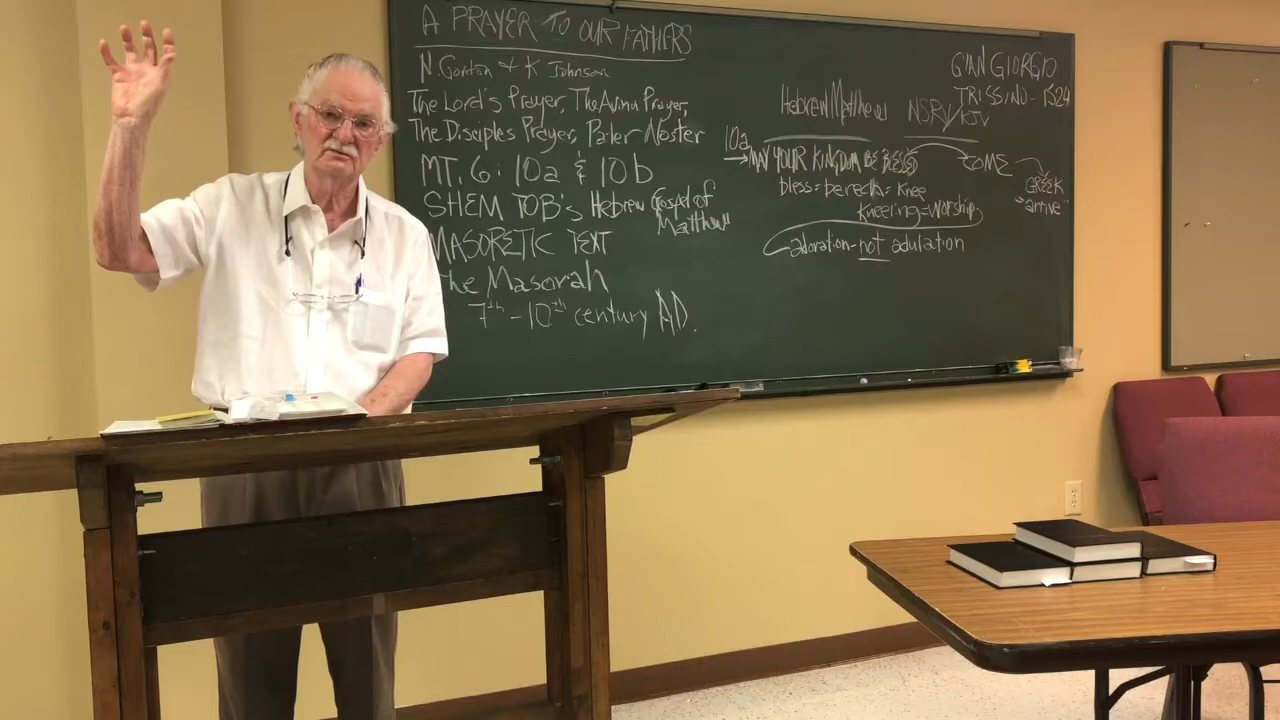 A PRAYER TO OUR FATHERS
N. Gordon & K Johnson
The Lord's Prayer, The Avinu Prayer,
The Disciples Prayer, Pater Noster
MT. 6: 10a & 10b
SHEM TOB'S Hebrew Gospel of
Matthew"
MASORETIC TEXT
The Masorah
7th - 10th century AD.
GIAN GIORGIO
TRISSINO - 1524
Hebrew Matthew NSRV/KJV
10a
→ MAY YOUR KINGDOM BE COME
bless = = Knee
Kneeling = Worship
adoration - not adulation
GREEK
"arrive"